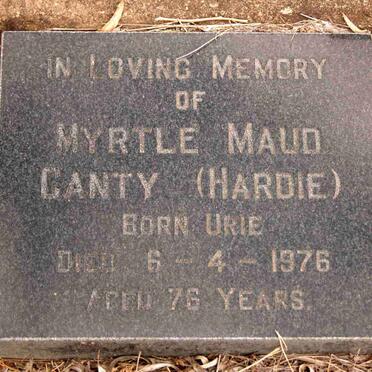 IN LOVING MEMORY
OF
MYRTLE MAUD
CANTY (HARDIE)
BORN URIE
DIED 6 - 4 - 1976
AGED 76 YEARS.